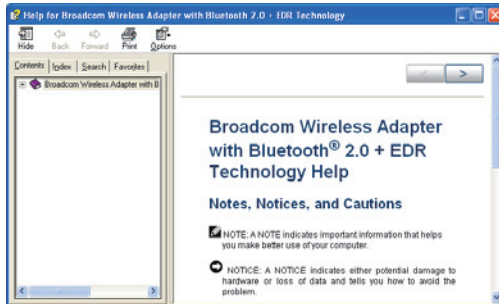 Help for Broadcom Wireless Adapter with Bluetooth 2.0 + EDR Technology
Hide Back Forward Print Options
Contents Index Search Favorites
Broadcom Wireless Adapter with B
< >
Broadcom Wireless Adapter
with Bluetooth® 2.0 + EDR
Technology Help
Notes, Notices, and Cautions
NOTE: A NOTE indicates important information that helps
you make better use of your computer.
NOTICE: A NOTICE indicates either potential damage to
hardware or loss of data and tells you how to avoid the
problem.